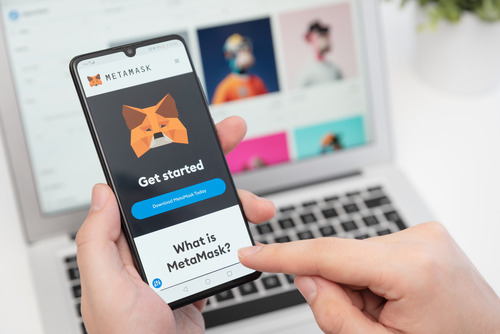 METAMASK
Get started
Download MetaMask Today
What is
MetaMask?